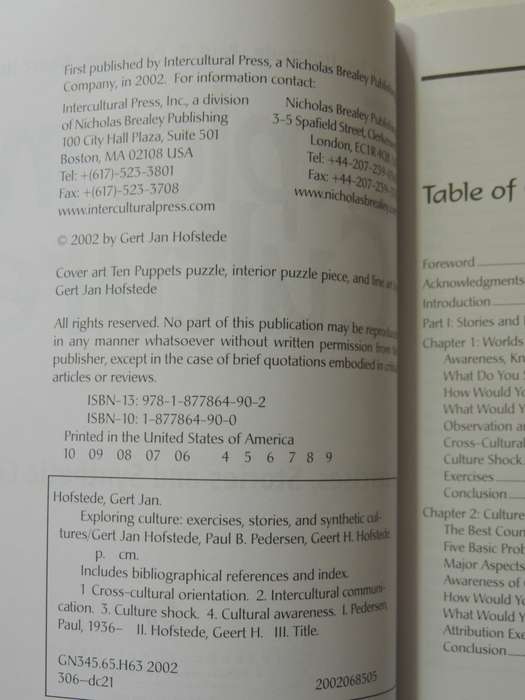 First published by Intercultural Press, a Nicholas Brealey
Company, in 2002. For information contact:
Intercultural Press, Inc., a division
of Nicholas Brealey Publishing
100 City Hall Plaza, Suite 501
Boston, MA 02108 USA
Tel: +(617)-523-3801
Fax: +(617)-523-3708
www.interculturalpress.com
Nicholas Brealey
3–5 Spafield Street,
London, EC1R
Tel: +44-207-239-
Fax: +44-207-239-
www.nicholasbrealey
© 2002 by Gert Jan Hofstede
Cover art Ten Puppets puzzle, interior puzzle piece, and line art
Gert Jan Hofstede
All rights reserved. No part of this publication may be
in any manner whatsoever without written permission from
publisher, except in the case of brief quotations embodied in
articles or reviews.
ISBN-13: 978-1-877864-90-2
ISBN-10: 1-877864-90-0
Printed in the United States of America
10 09 08 07 06 4 5 6 7 8 9
Hofstede, Gert Jan.
Exploring culture: exercises, stories, and synthetic cul-
tures/Gert Jan Hofstede, Paul B. Pedersen, Geert H. Hofstede
p. cm.
Includes bibliographical references and index.
1 Cross-cultural orientation. 2. Intercultural communi-
cation. 3. Culture shock. 4. Cultural awareness. I. Pedersen,
Paul, 1936– II. Hofstede, Geert H. III. Title.
GN345.65.H63 2002
306–dc21 2002068505
Table of
Foreword
Acknowledgments
Introduction
Part I: Stories and
Chapter 1: Worlds
Awareness, Kn
What Do You
How Would Yo
What Would Y
Observation a
Cross-Cultural
Culture Shock
Exercises
Conclusion
Chapter 2: Culture
The Best Coun
Five Basic Prob
Major Aspects
Awareness of
How Would Yo
What Would Y
Attribution Exe
Conclusion